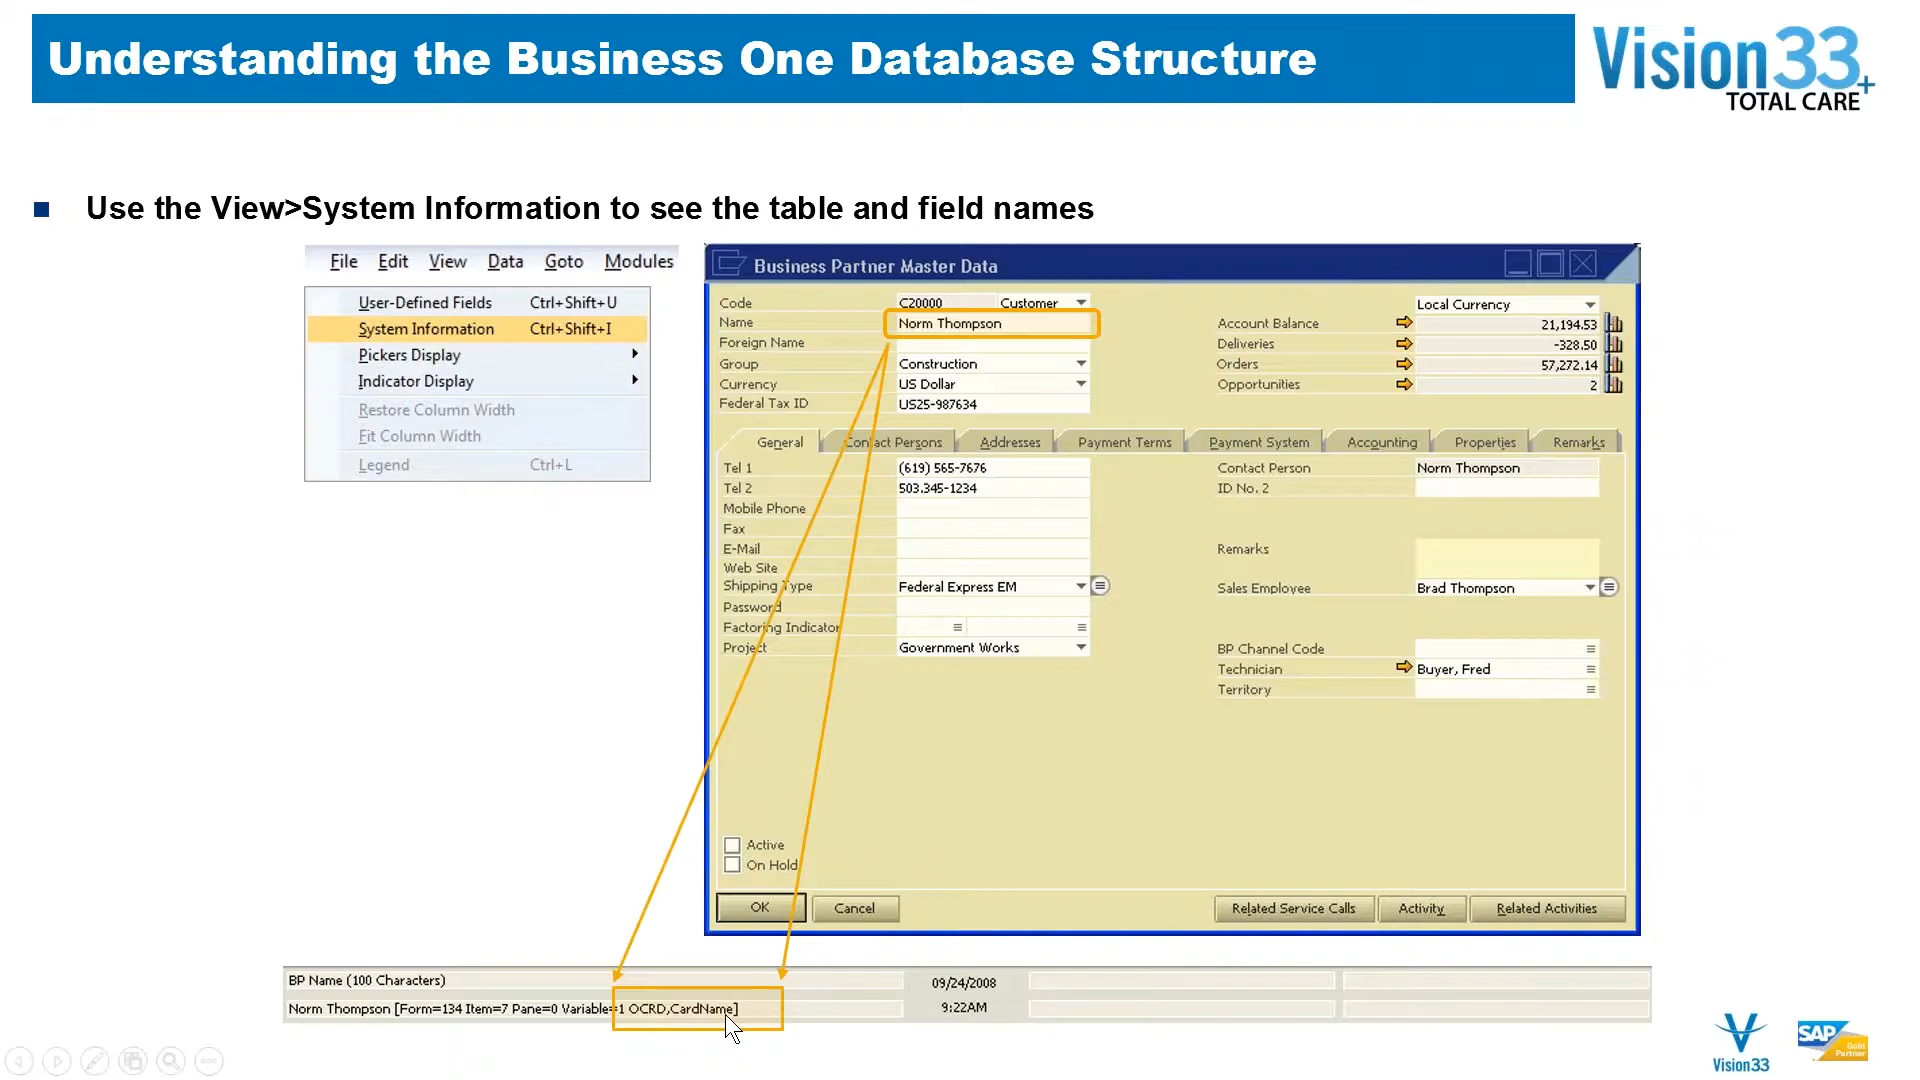 Understanding the Business One Database Structure
Vision33
TOTAL CARE
Use the View>System Information to see the table and field names
File Edit View Data Goto Modules
User-Defined Fields Ctrl+Shift+U
System Information Ctrl+Shift+I
Pickers Display
Indicator Display
Restore Column Width
Fit Column Width
Legend Ctrl+L
Business Partner Master Data
Code C20000 Customer Local Currency
Name Norm Thompson Account Balance 21,194.53
Foreign Name Deliveries -328.50
Group Construction Orders 57,272.14
Currency US Dollar Opportunities 2
Federal Tax ID US25-987634
General Contact Persons Addresses Payment Terms Payment System Accounting Properties Remarks
Tel 1 (619) 565-7676 Contact Person Norm Thompson
Tel 2 503.345-1234 ID No. 2
Mobile Phone
Fax
E-Mail Remarks
Web Site
Shipping Type Federal Express EM Sales Employee Brad Thompson
Password
Factoring Indicator
Project Government Works BP Channel Code
Technician Buyer, Fred
Territory
Active
On Hold
OK Cancel Related Service Calls Activity Related Activities
BP Name (100 Characters) 09/24/2008
Norm Thompson [Form=134 Item=7 Pane=0 Variable=1 OCRD,CardName] 9:22AM
Vision33
SAP Gold Partner